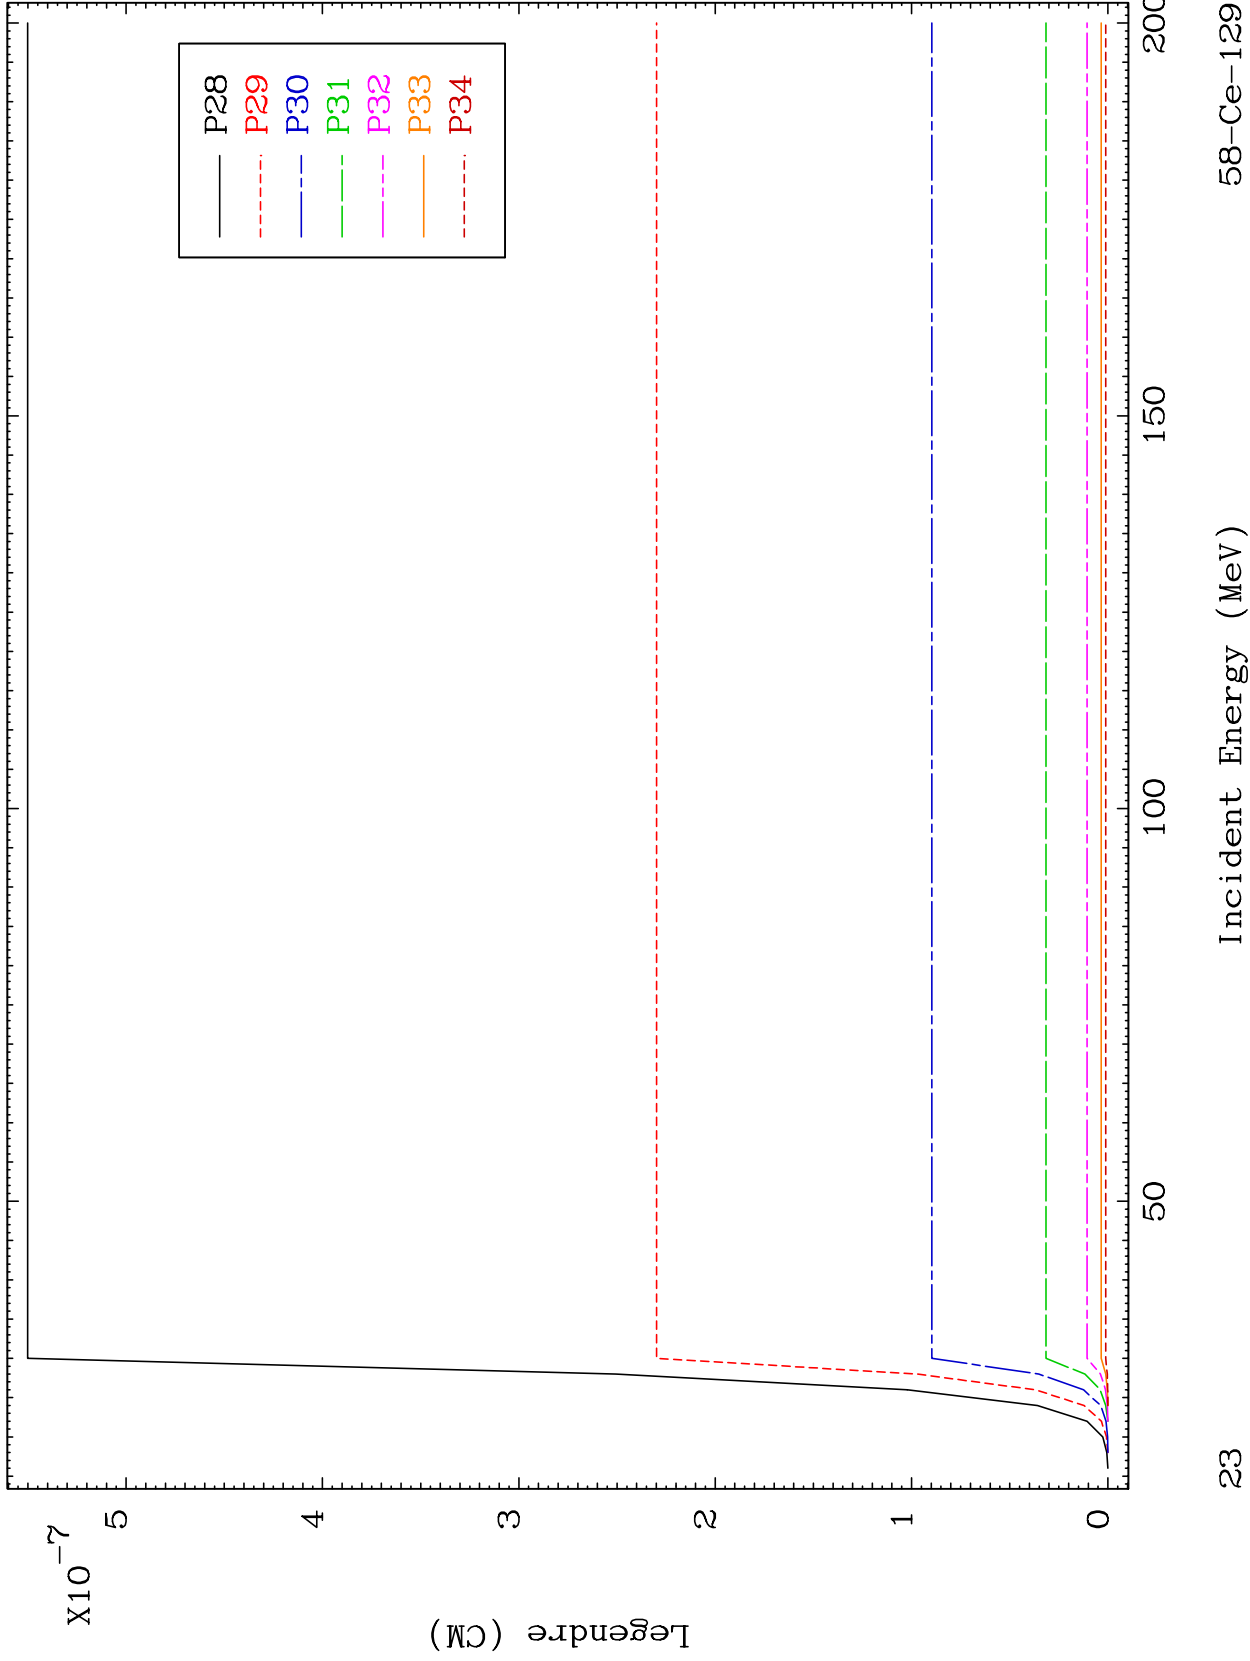 X10-7
5
4
3
2
1
0
Legendre (CM)
P28
P29
P30
P31
P32
P33
P34
50
100
150
200
Incident Energy (MeV)
23
58-Ce-129